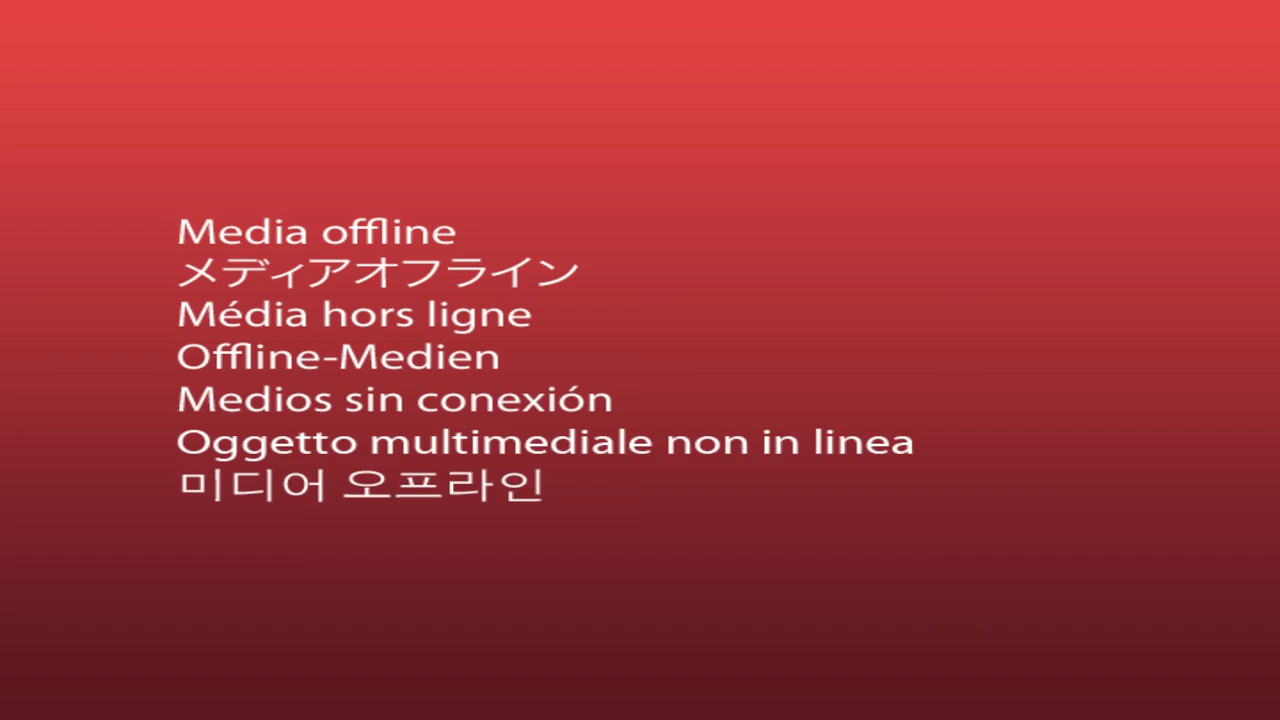 Media offline
メディアオフライン
Média hors ligne
Offline-Medien
Medios sin conexión
Oggetto multimediale non in linea
미디어 오프라인